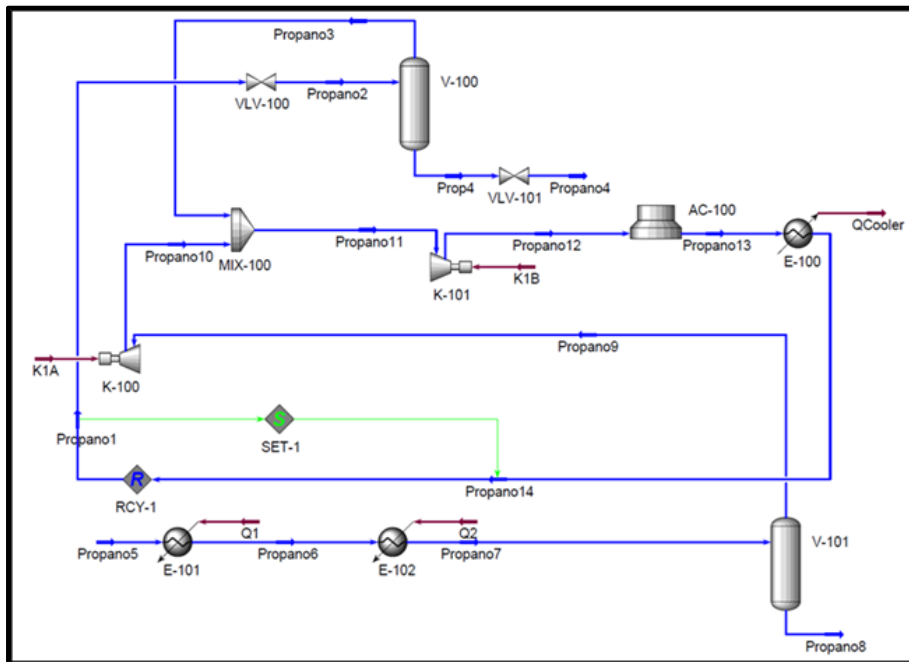 Propano3
V-100
VLV-100
Propano2
Prop4
VLV-101
Propano4
AC-100
Propano10
MIX-100
Propano11
Propano12
Propano13
QCooler
E-100
K-101
K1B
K1A
K-100
Propano9
Propano1
S
SET-1
R
RCY-1
Propano14
Propano5
Q1
E-101
Propano6
Q2
E-102
Propano7
V-101
Propano8